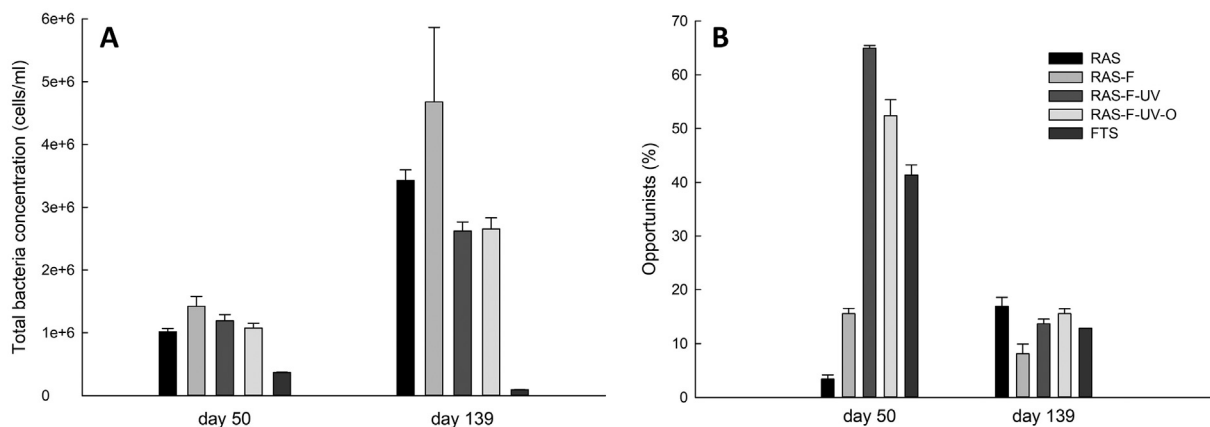 A
Total bacteria concentration (cells/ml)
6e+6
5e+6
4e+6
3e+6
2e+6
1e+6
0
day 50
day 139
B
Opportunists (%)
70
60
50
40
30
20
10
0
day 50
day 139
RAS
RAS-F
RAS-F-UV
RAS-F-UV-O
FTS